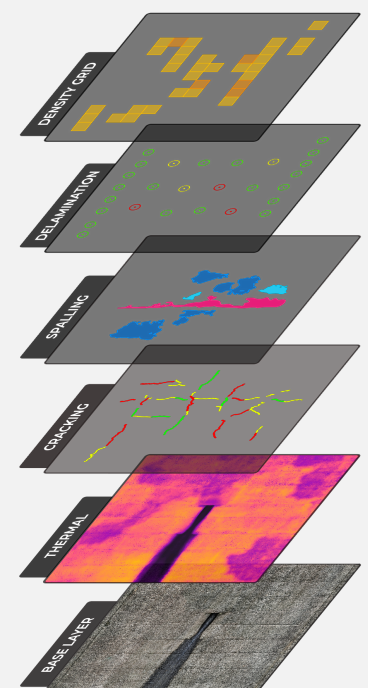 DENSITY GRID
DELAMINATION
SPALLING
CRACKING
THERMAL
BASE LAYER